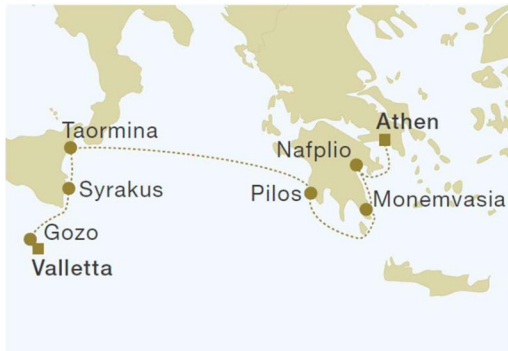 Taormina
Athen
Nafplio
Syrakus
Pilos
Monemvasia
Gozo
Valletta